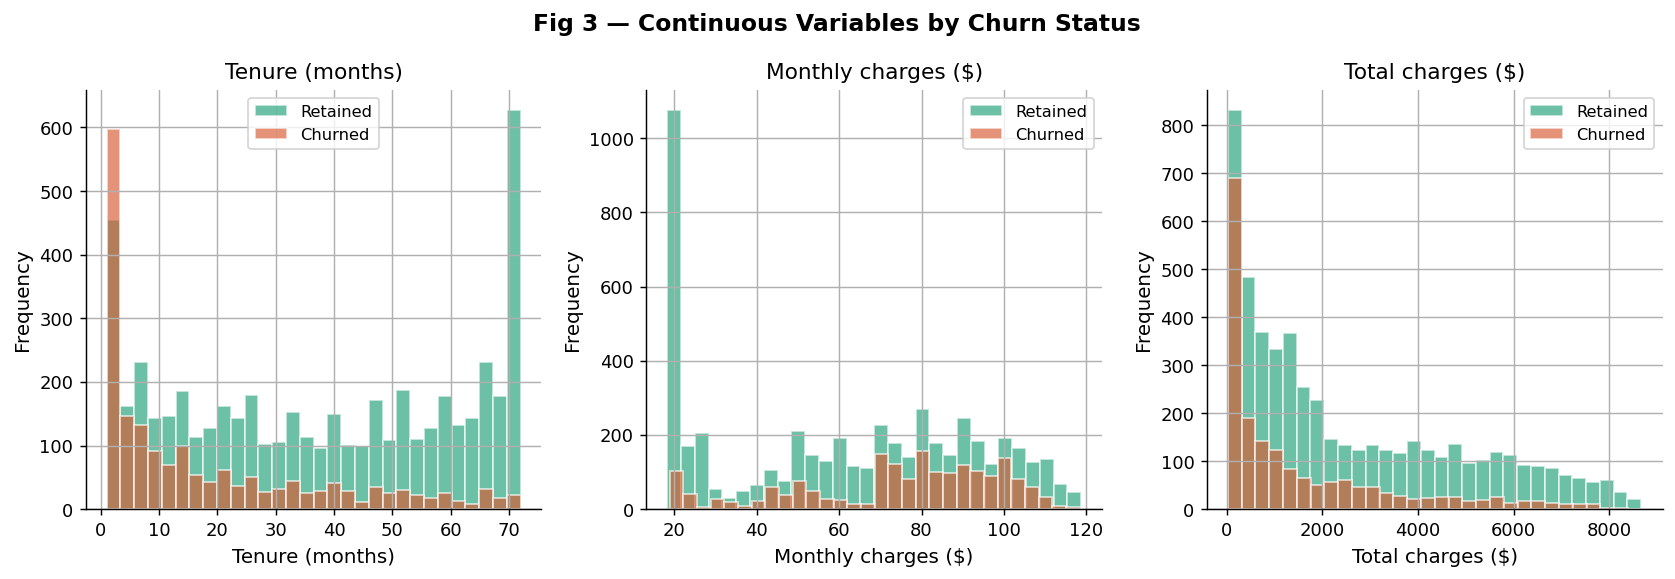 Fig 3 — Continuous Variables by Churn Status
Tenure (months)
Retained
Churned
Frequency
600
500
400
300
200
100
0
0 10 20 30 40 50 60 70
Tenure (months)
Monthly charges ($)
Retained
Churned
Frequency
1000
800
600
400
200
0
20 40 60 80 100 120
Monthly charges ($)
Total charges ($)
Retained
Churned
Frequency
800
700
600
500
400
300
200
100
0
0 2000 4000 6000 8000
Total charges ($)